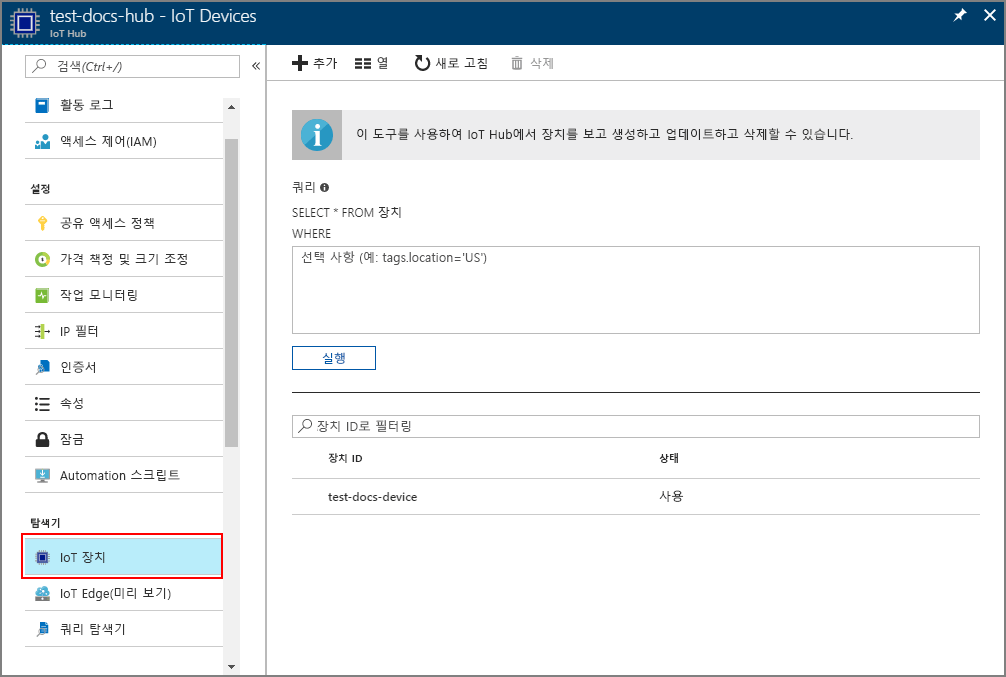 test-docs-hub - IoT Devices
IoT Hub
검색(Ctrl+/)
«
활동 로그
액세스 제어(IAM)
설정
공유 액세스 정책
가격 책정 및 크기 조정
작업 모니터링
IP 필터
인증서
속성
잠금
Automation 스크립트
탐색기
IoT 장치
IoT Edge(미리 보기)
쿼리 탐색기
추가 열 새로 고침 삭제
이 도구를 사용하여 IoT Hub에서 장치를 보고 생성하고 업데이트하고 삭제할 수 있습니다.
쿼리
SELECT * FROM 장치
WHERE
선택 사항 (예: tags.location='US')
실행
장치 ID로 필터링
장치 ID 상태
test-docs-device 사용